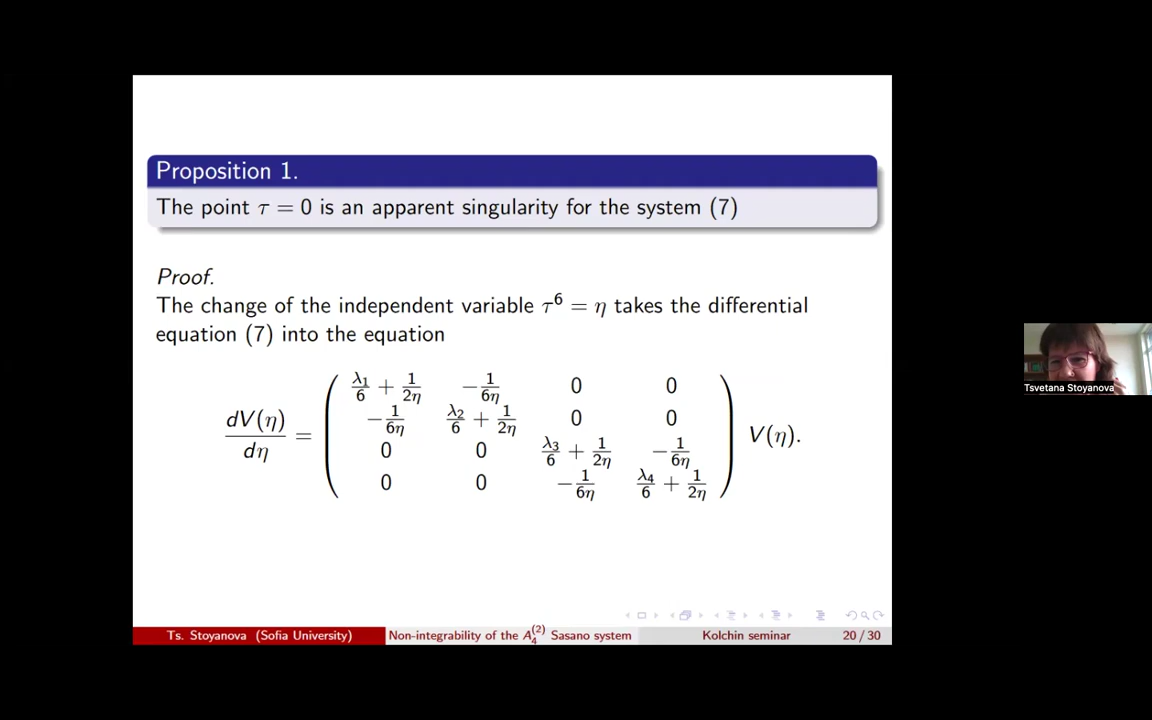 Proposition 1.
The point τ = 0 is an apparent singularity for the system (7)
Proof.
The change of the independent variable τ⁶ = η takes the differential
equation (7) into the equation
dV(η)/dη = ( λ₁/6 + 1/2η   −1/6η   0   0
−1/6η   λ₂/6 + 1/2η   0   0
0   0   λ₃/6 + 1/2η   −1/6η
0   0   −1/6η   λ₄/6 + 1/2η ) V(η).
Tsvetana Stoyanova
Ts. Stoyanova (Sofia University) Non-integrability of the A₄⁽²⁾ Sasano system Kolchin seminar 20 / 30